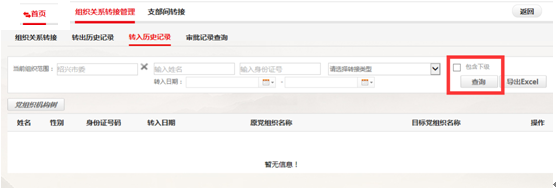 首页 组织关系转接管理 支部间转接 返回
组织关系转接 转出历史记录 转入历史记录 审批记录查询
当前组织范围： 绍兴市委 输入姓名 输入身份证号 请选择转接类型 包含下级
转入日期： - 查询 导出Excel
党组织机构树
姓名 性别 身份证号码 转入日期 原党组织名称 目标党组织名称 操作
暂无信息！